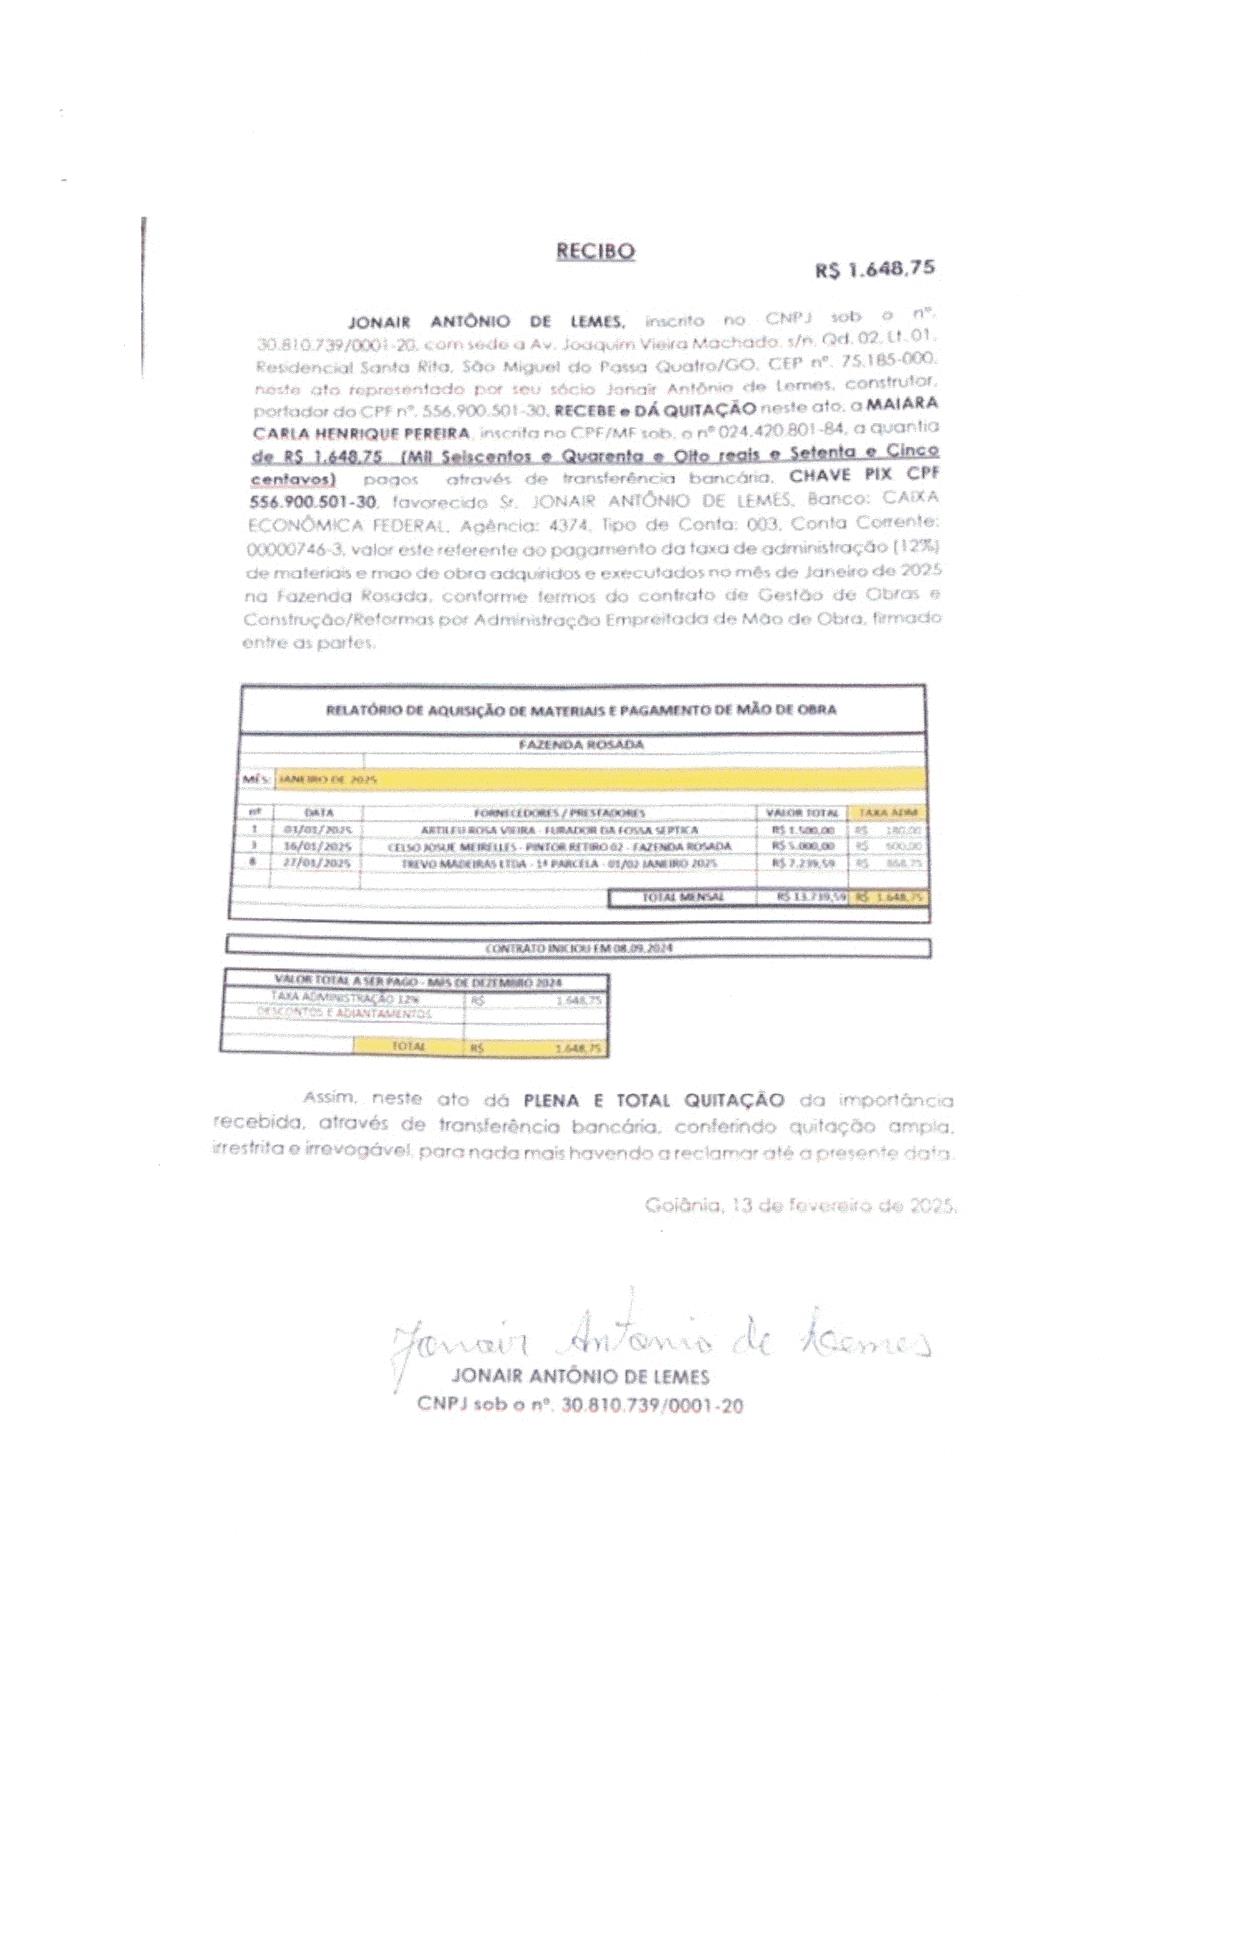 RECIBO
R$ 1.648,75
JONAIR ANTÔNIO DE LEMES, inscrito no CNPJ sob o nº.
30.810.739/0001-20, com sede a Av. Joaquim Vieira Machado, s/n, Qd. 02, Lt. 01,
Residencial Santa Rita, São Miguel do Passa Quatro/GO, CEP nº. 75.185-000,
neste ato representado por seu sócio Jonair Antônio de Lemes, construtor,
portador do CPF nº. 556.900.501-30, RECEBE e DÁ QUITAÇÃO neste ato, a MAIARA
CARLA HENRIQUE PEREIRA, inscrita no CPF/MF sob. o nº 024.420.801-84, a quantia
de R$ 1.648,75 (Mil Seiscentos e Quarenta e Oito reais e Setenta e Cinco
centavos) pagos através de transferência bancária, CHAVE PIX CPF
556.900.501-30, favorecido Sr. JONAIR ANTÔNIO DE LEMES, Banco: CAIXA
ECONÔMICA FEDERAL, Agência: 4374, Tipo de Conta: 003, Conta Corrente:
00000746-3, valor este referente ao pagamento da taxa de administração (12%)
de materiais e mao de obra adquiridos e executados no mês de Janeiro de 2025
na Fazenda Rosada, conforme termos do contrato de Gestão de Obras e
Construção/Reformas por Administração Empreitada de Mão de Obra, firmado
entre as partes.
RELATÓRIO DE AQUISIÇÃO DE MATERIAIS E PAGAMENTO DE MÃO DE OBRA
FAZENDA ROSADA
MÊS: JANEIRO DE 2025
nº DATA FORNECEDORES / PRESTADORES VALOR TOTAL TAXA ADM
1 03/01/2025 ARTILEU ROSA VIEIRA - FURADOR DA FOSSA SEPTICA R$ 1.500,00 R$ 180,00
3 16/01/2025 CELSO JOSUE MEIRELLES - PINTOR RETIRO 02 - FAZENDA ROSADA R$ 5.000,00 R$ 600,00
8 27/01/2025 TREVO MADEIRAS LTDA - 1ª PARCELA - 01/02 JANEIRO 2025 R$ 7.239,59 R$ 868,75
TOTAL MENSAL R$ 13.739,59 R$ 1.648,75
CONTRATO INICIOU EM 08.09.2024
VALOR TOTAL A SER PAGO - MÊS DE DEZEMBRO 2024
TAXA ADMINISTRAÇÃO 12% R$ 1.648,75
DESCONTOS E ADIANTAMENTOS
TOTAL R$ 1.648,75
Assim, neste ato dá PLENA E TOTAL QUITAÇÃO da importância
recebida, através de transferência bancária, conferindo quitação ampla,
irrestrita e irrevogável, para nada mais havendo a reclamar até a presente data.
Goiânia, 13 de fevereiro de 2025.
Jonair Antonio de Lemes
JONAIR ANTÔNIO DE LEMES
CNPJ sob o nº. 30.810.739/0001-20